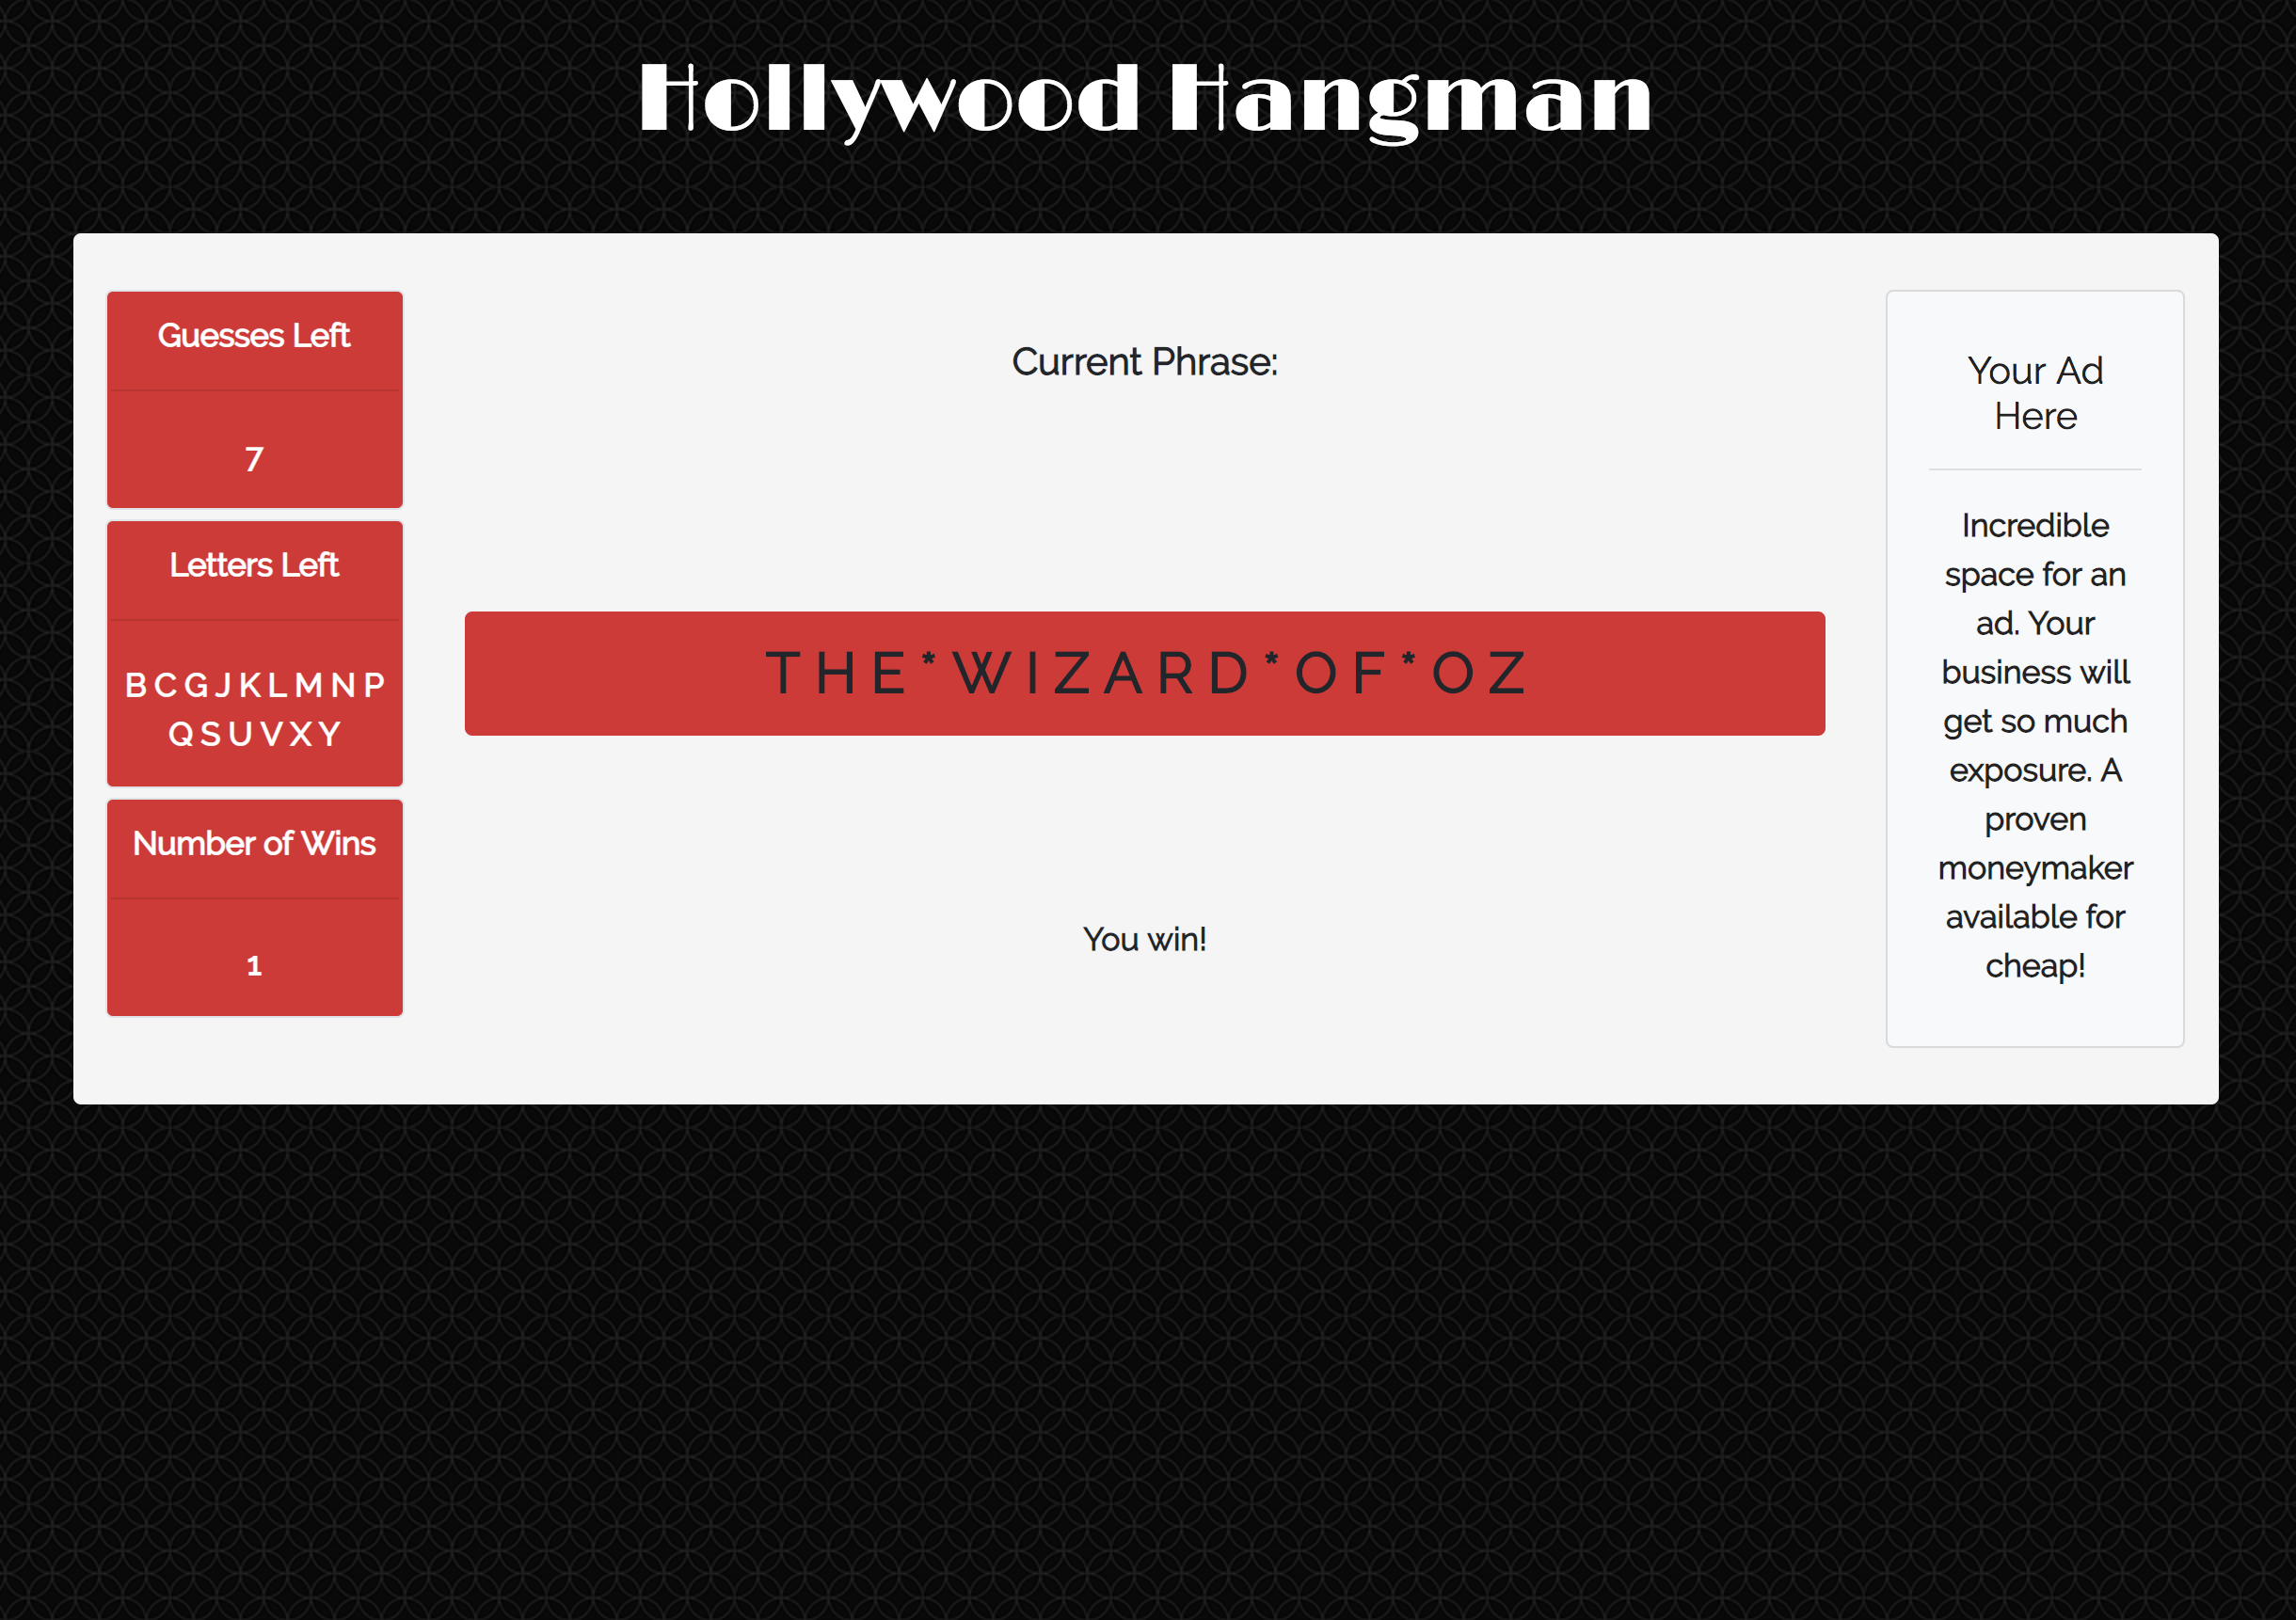 Hollywood Hangman
Guesses Left
7
Letters Left
B C G J K L M N P
Q S U V X Y
Number of Wins
1
Current Phrase:
T H E * W I Z A R D * O F * O Z
You win!
Your Ad
Here
Incredible
space for an
ad. Your
business will
get so much
exposure. A
proven
moneymaker
available for
cheap!